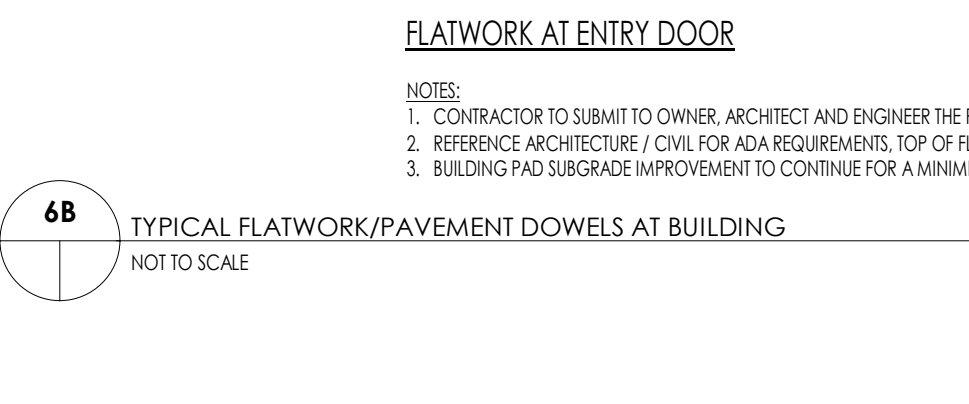 FLATWORK AT ENTRY DOOR
NOTES:
1. CONTRACTOR TO SUBMIT TO OWNER, ARCHITECT AND ENGINEER THE
2. REFERENCE ARCHITECTURE / CIVIL FOR ADA REQUIREMENTS, TOP OF
3. BUILDING PAD SUBGRADE IMPROVEMENT TO CONTINUE FOR A
6B
TYPICAL FLATWORK/PAVEMENT DOWELS AT BUILDING
NOT TO SCALE